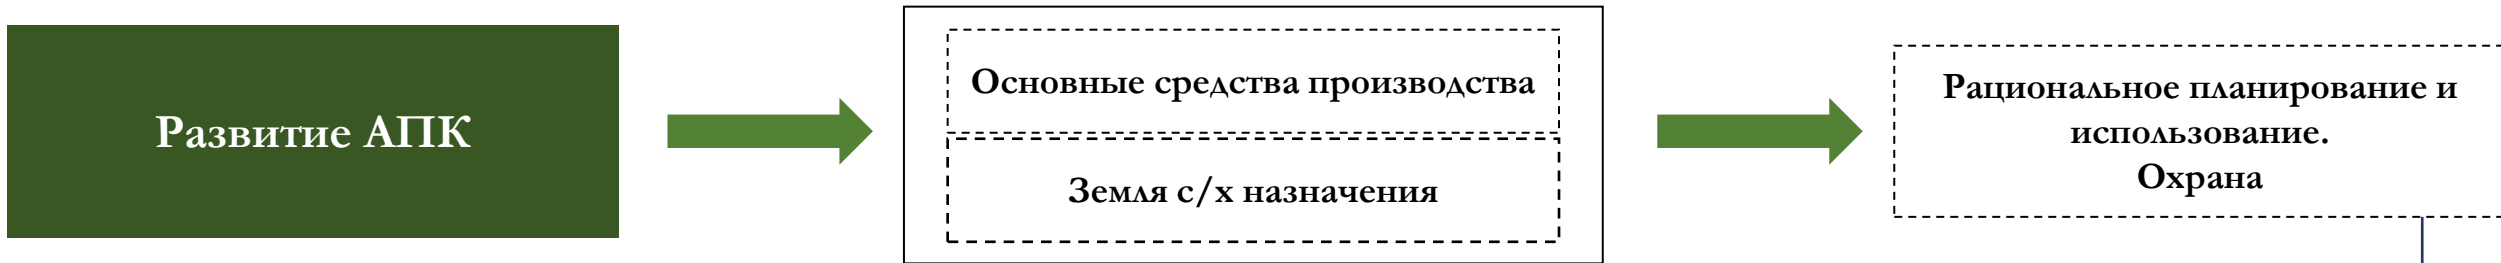 Развитие АПК
Основные средства производства
Земля с/х назначения
Рациональное планирование и
использование.
Охрана